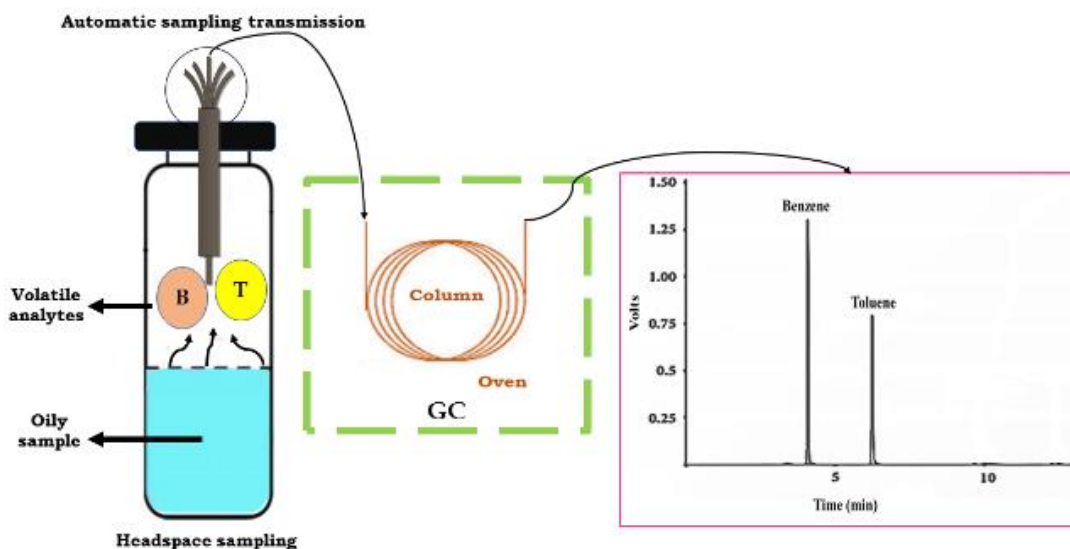 Automatic sampling transmission
B
T
Volatile
analytes
Oily
sample
Headspace sampling
Column
Oven
GC
1.50
1.25
1.00
0.75
0.5
0.25
Volts
Benzene
Toluene
5
10
Time (min)